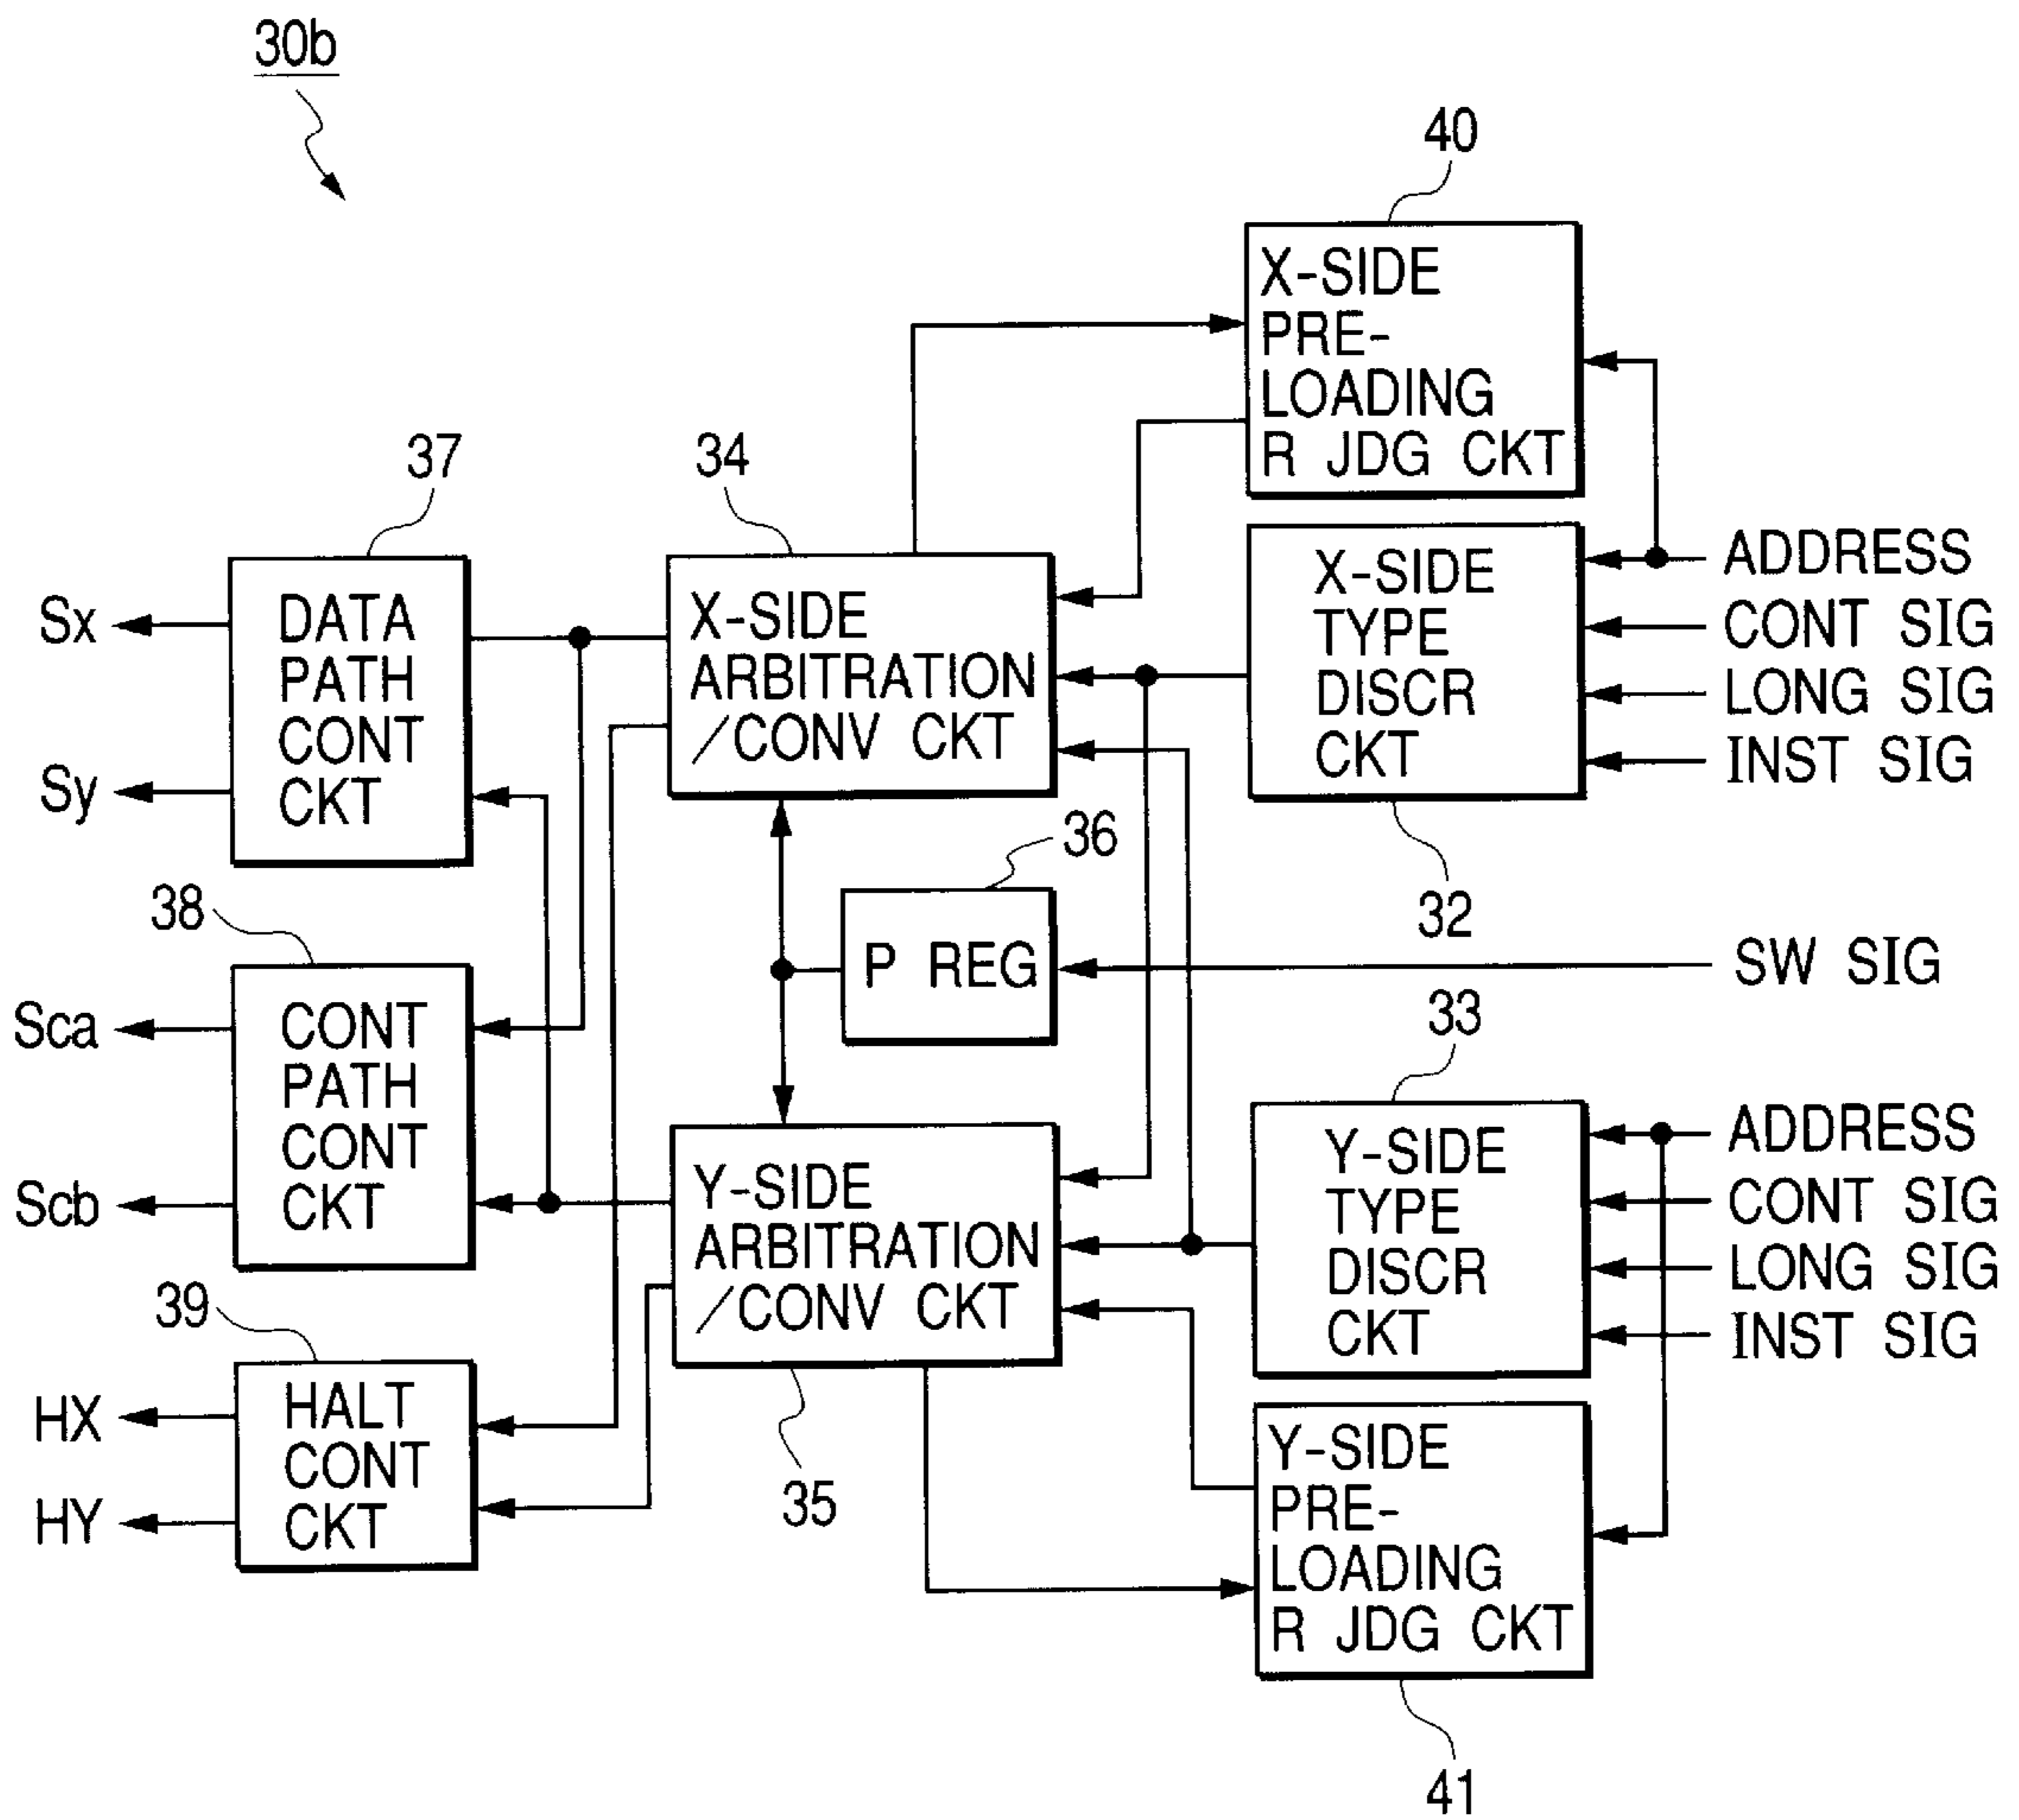 30b
40
X-SIDE
PRE-
LOADING
R JDG CKT
37
34
DATA
PATH
CONT
CKT
Sx
Sy
X-SIDE
ARBITRATION
/CONV CKT
X-SIDE
TYPE
DISCR
CKT
ADDRESS
CONT SIG
LONG SIG
INST SIG
32
36
P REG
SW SIG
38
CONT
PATH
CONT
CKT
Sca
Scb
33
Y-SIDE
ARBITRATION
/CONV CKT
35
Y-SIDE
TYPE
DISCR
CKT
ADDRESS
CONT SIG
LONG SIG
INST SIG
39
HALT
CONT
CKT
HX
HY
Y-SIDE
PRE-
LOADING
R JDG CKT
41